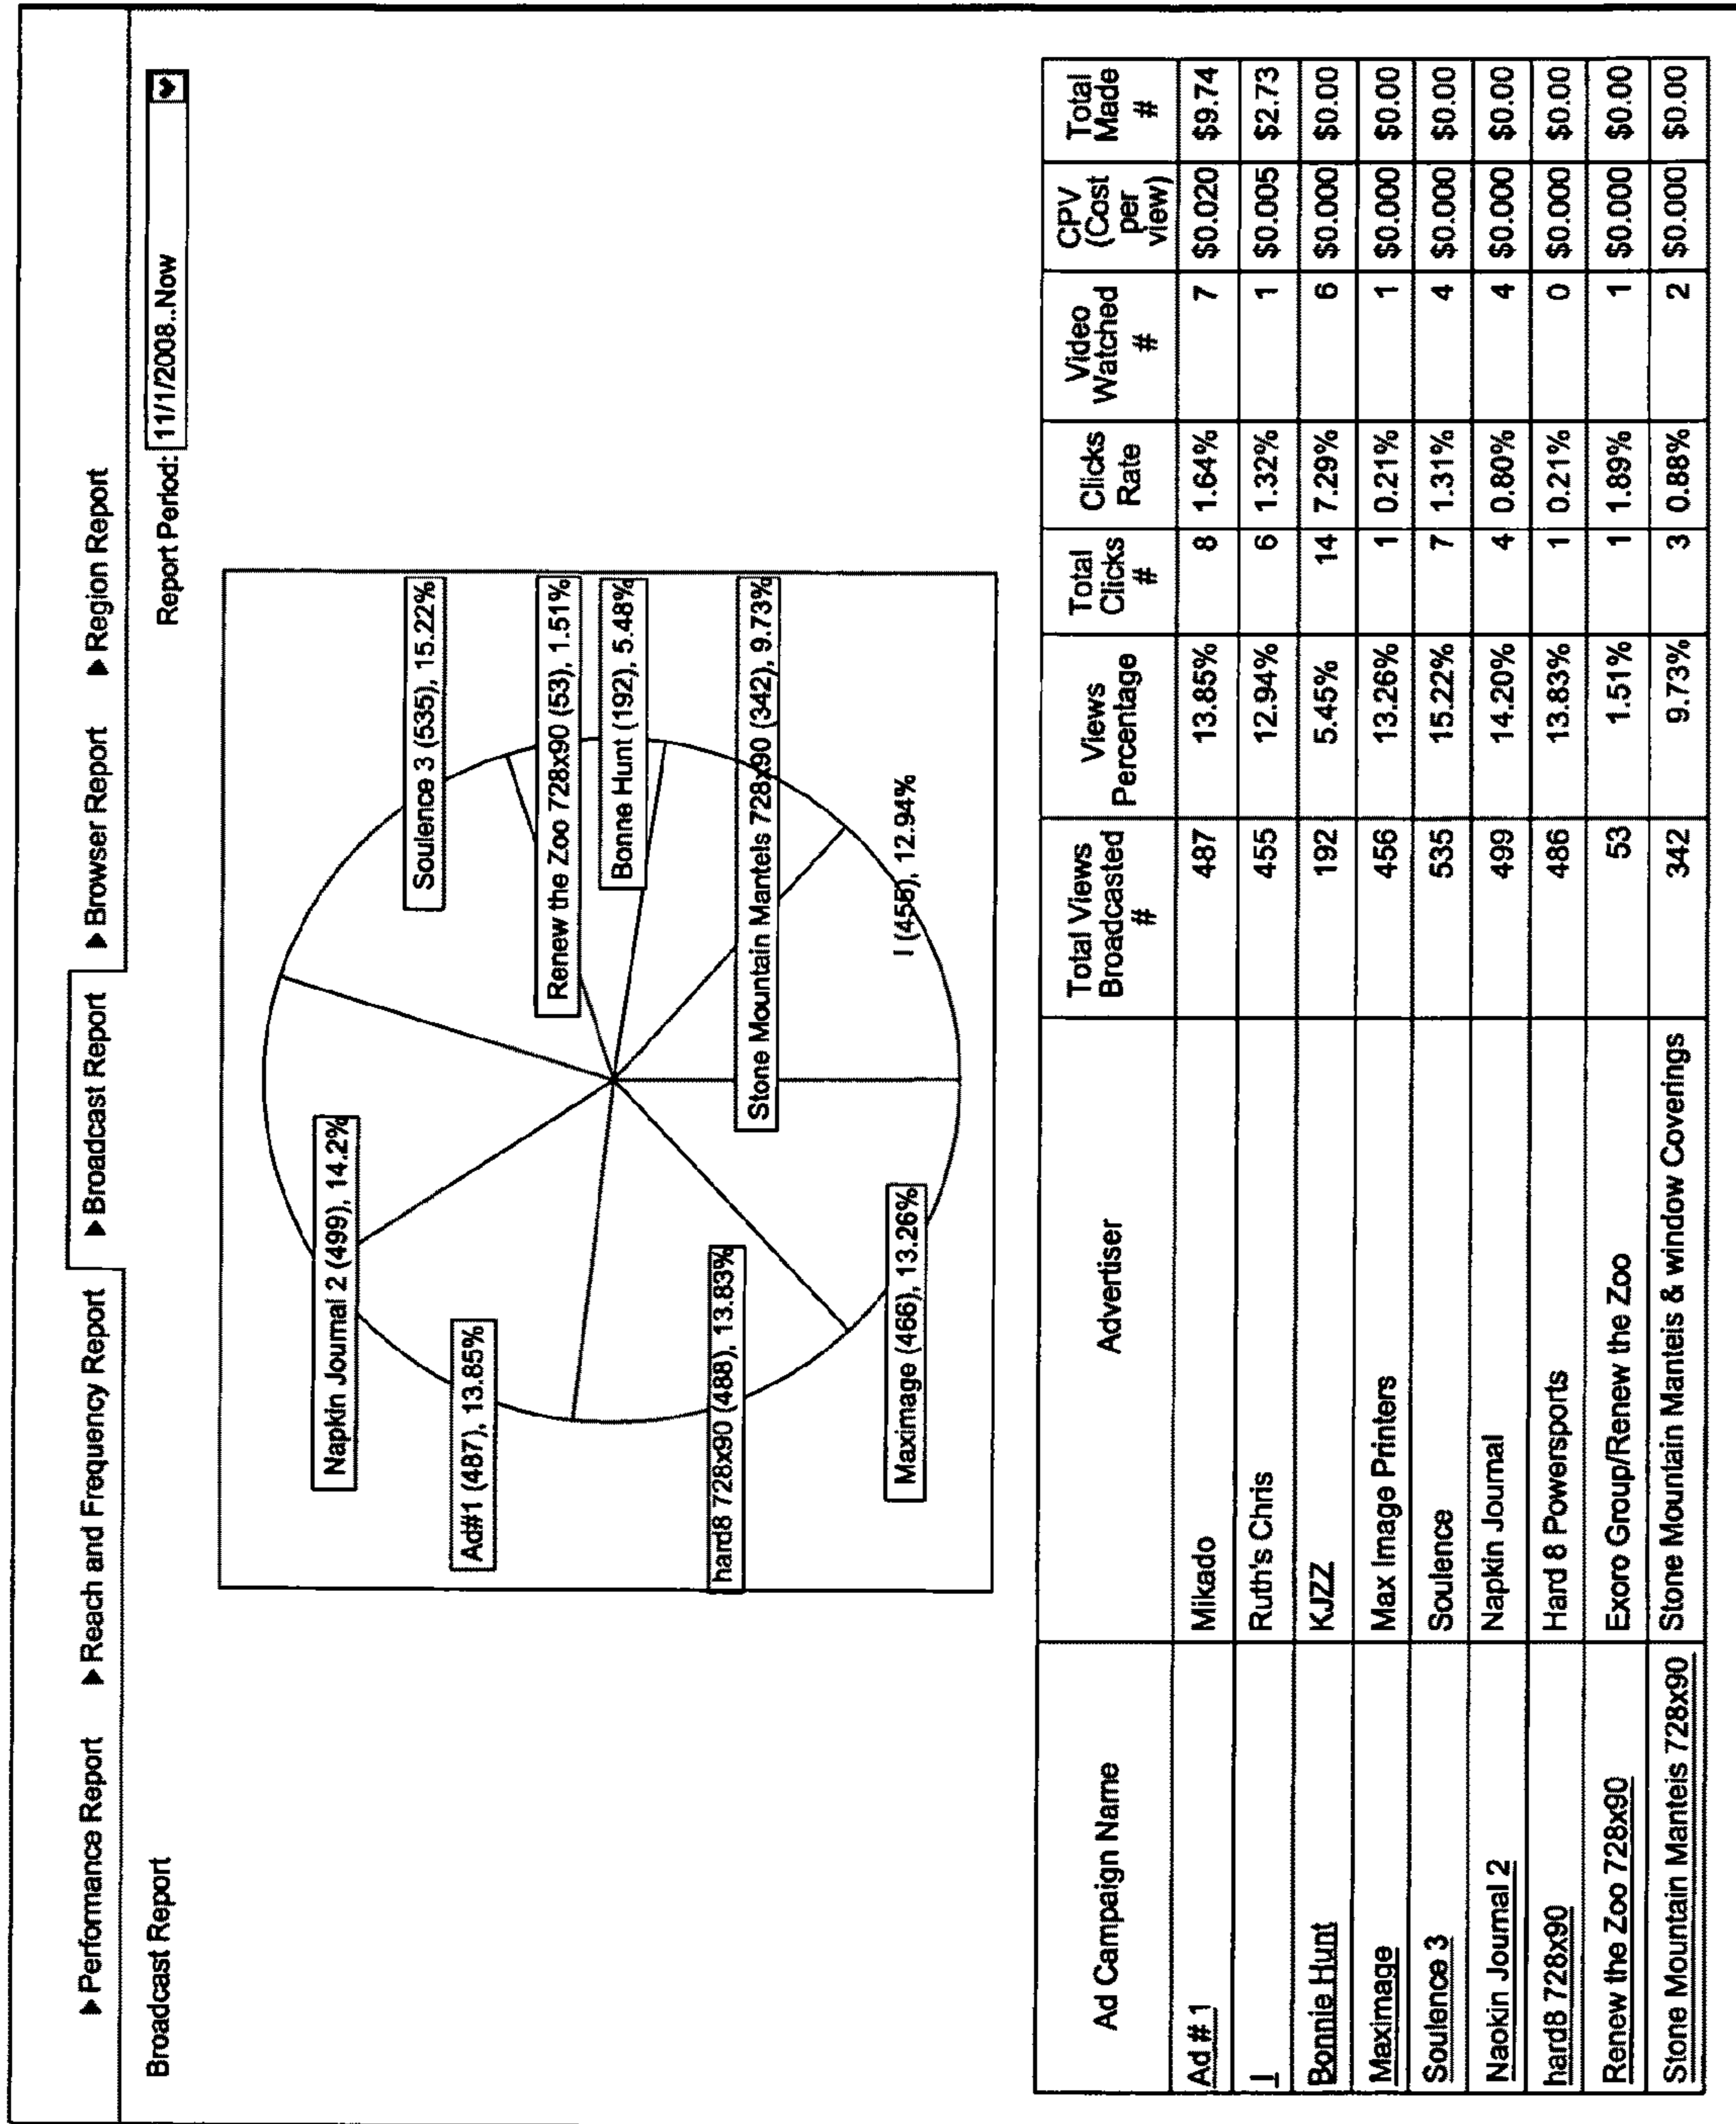 ▶ Performance Report ▶ Reach and Frequency Report ▶ Broadcast Report ▶ Browser Report ▶ Region Report
Broadcast Report
Report Period: 11/1/2008..Now
Napkin Journal 2 (499), 14.2%
Soulence 3 (535), 15.22%
Ad#1 (487), 13.85%
Renew the Zoo 728x90 (53), 1.51%
Bonne Hunt (192), 5.48%
hard8 728x90 (488), 13.83%
Stone Mountain Mantels 728x90 (342), 9.73%
Maximage (466), 13.26%
I (455), 12.94%
Ad Campaign Name Advertiser Total Views Broadcasted # Views Percentage Total Clicks # Clicks Rate Video Watched # CPV (Cost per view) Total Made #
Ad # 1 Mikado 487 13.85% 8 1.64% 7 $0.020 $9.74
I Ruth's Chris 455 12.94% 6 1.32% 1 $0.005 $2.73
Bonnie Hunt KJZZ 192 5.45% 14 7.29% 6 $0.000 $0.00
Maximage Max Image Printers 456 13.26% 1 0.21% 1 $0.000 $0.00
Soulence 3 Soulence 535 15.22% 7 1.31% 4 $0.000 $0.00
Naokin Journal 2 Napkin Journal 499 14.20% 4 0.80% 4 $0.000 $0.00
hard8 728x90 Hard 8 Powersports 486 13.83% 1 0.21% 0 $0.000 $0.00
Renew the Zoo 728x90 Exoro Group/Renew the Zoo 53 1.51% 1 1.89% 1 $0.000 $0.00
Stone Mountain Manteis 728x90 Stone Mountain Manteis & window Coverings 342 9.73% 3 0.88% 2 $0.000 $0.00